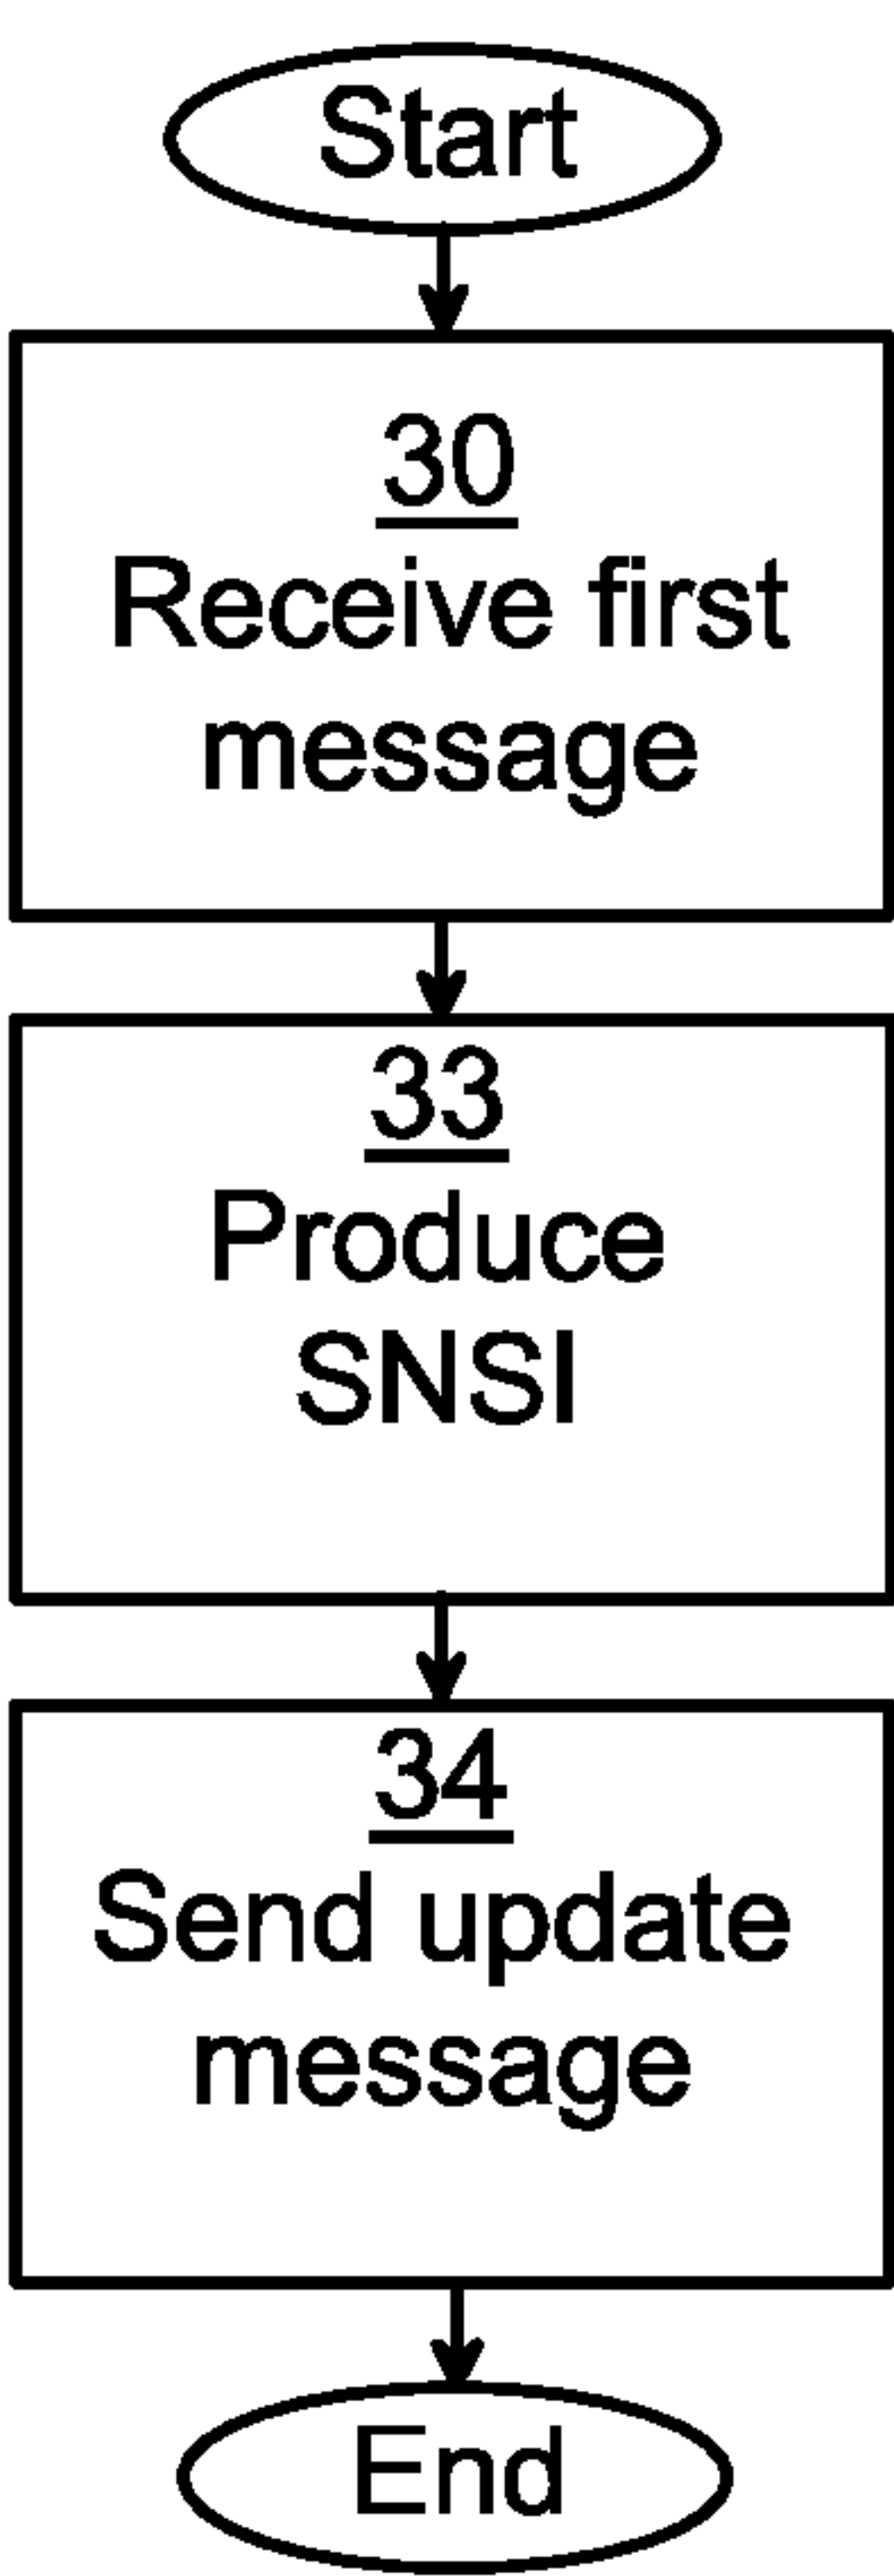 Start
30
Receive first
message
33
Produce
SNSI
34
Send update
message
End